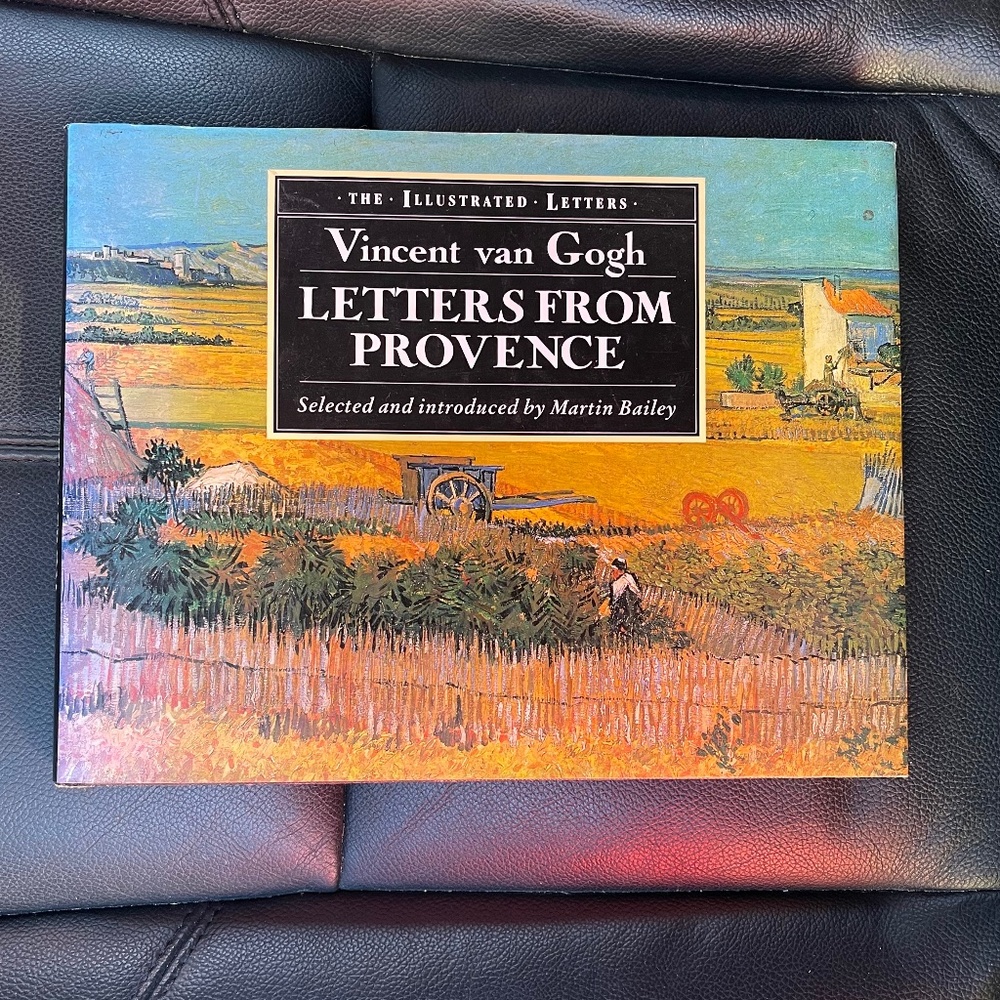 · THE · ILLUSTRATED · LETTERS ·
Vincent van Gogh
LETTERS FROM
PROVENCE
Selected and introduced by Martin Bailey